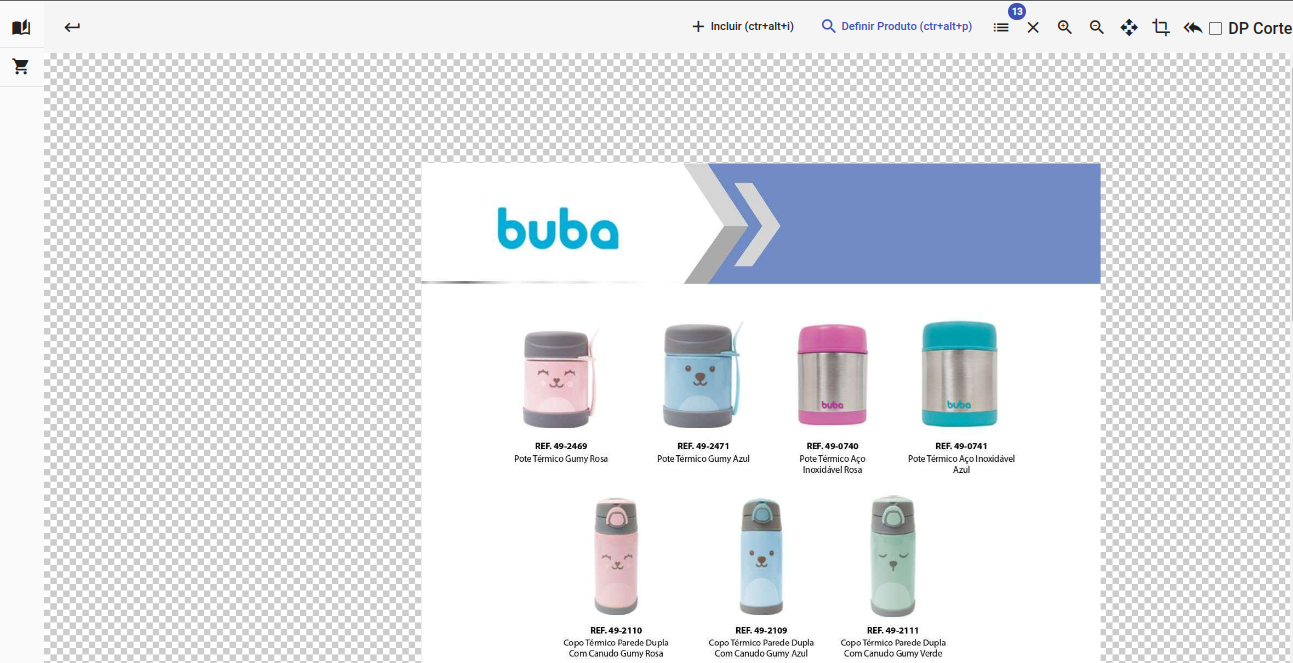 13
Incluir (ctr+alt+i)
Definir Produto (ctr+alt+p)
DP Corte
buba
buba
buba
REF. 49-2469
Pote Térmico Gumy Rosa
REF. 49-2471
Pote Térmico Gumy Azul
REF. 49-0740
Pote Térmico Aço
Inoxidável Rosa
REF. 49-0741
Pote Térmico Aço Inoxidável
Azul
REF. 49-2110
Copo Térmico Parede Dupla
Com Canudo Gumy Rosa
REF. 49-2109
Copo Térmico Parede Dupla
Com Canudo Gumy Azul
REF. 49-2111
Copo Térmico Parede Dupla
Com Canudo Gumy Verde